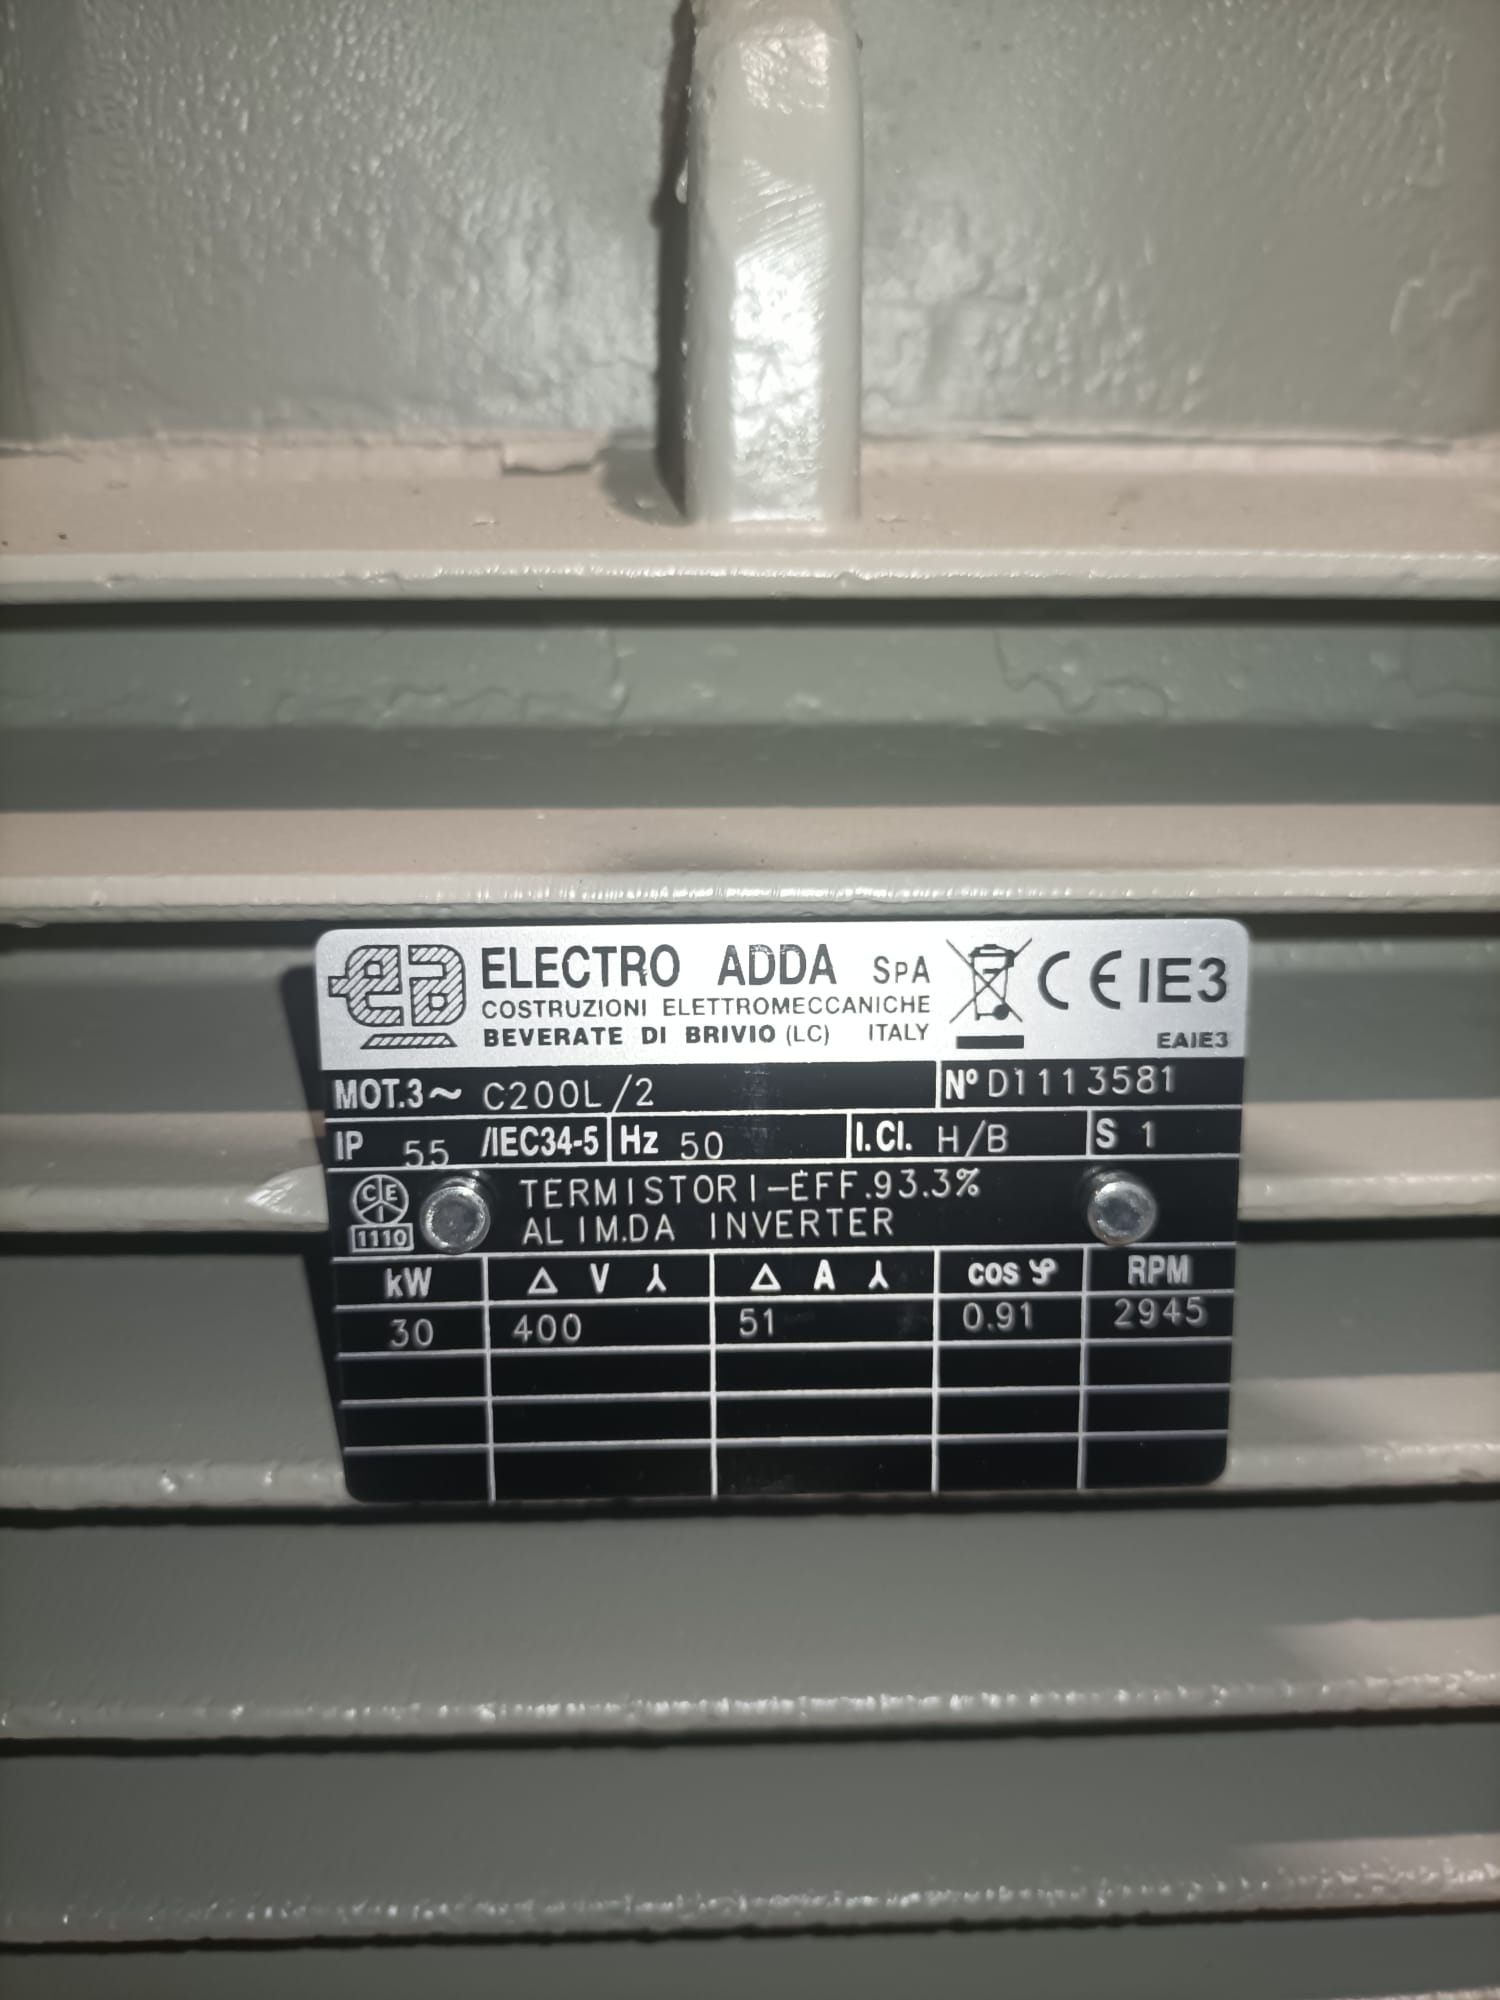 ea ELECTRO ADDA SPA CE IE3
COSTRUZIONI ELETTROMECCANICHE
BEVERATE DI BRIVIO (LC) ITALY EAIE3
MOT.3~ C200L/2 Nº D1113581
IP 55 /IEC34-5 Hz 50 I.Cl. H/B S 1
CEI 1110 TERMISTORI-EFF.93.3%
ALIM.DA INVERTER
kW Δ V Y Δ A Y cos φ RPM
30 400 51 0.91 2945